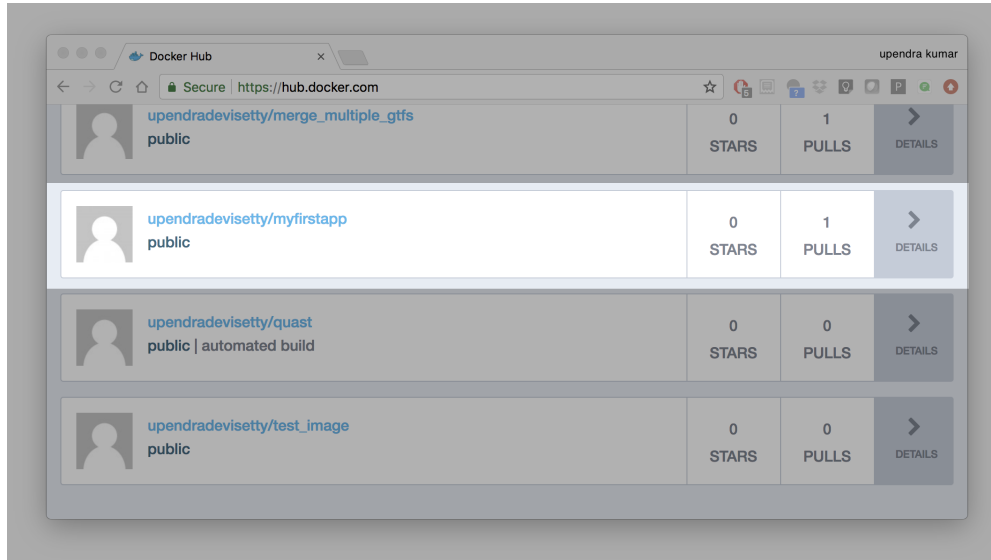 Docker Hub ×
upendra kumar
Secure https://hub.docker.com
5
?
P
upendradevisetty/merge_multiple_gtfs
public
0
STARS
1
PULLS
DETAILS
upendradevisetty/myfirstapp
public
0
STARS
1
PULLS
DETAILS
upendradevisetty/quast
public | automated build
0
STARS
0
PULLS
DETAILS
upendradevisetty/test_image
public
0
STARS
0
PULLS
DETAILS